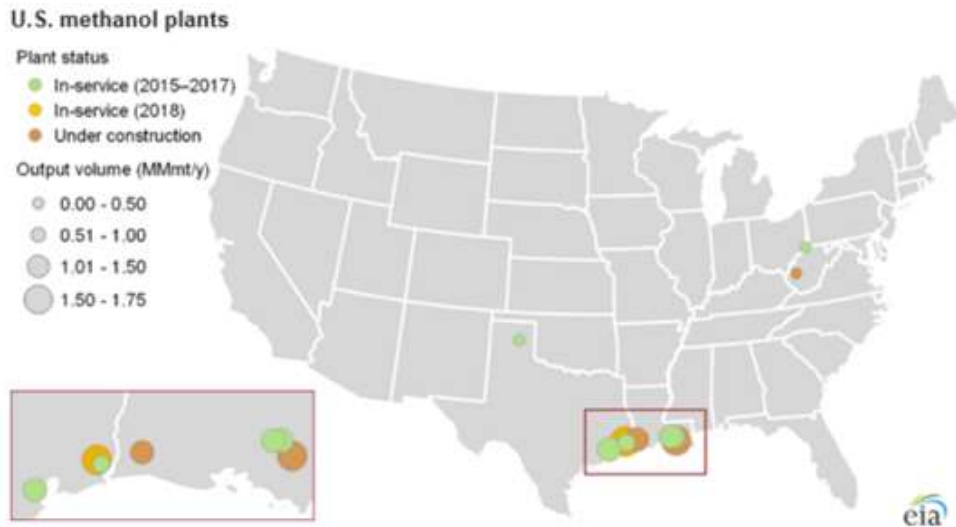 U.S. methanol plants
Plant status
In-service (2015–2017)
In-service (2018)
Under construction
Output volume (MMmt/y)
0.00 - 0.50
0.51 - 1.00
1.01 - 1.50
1.50 - 1.75
eia